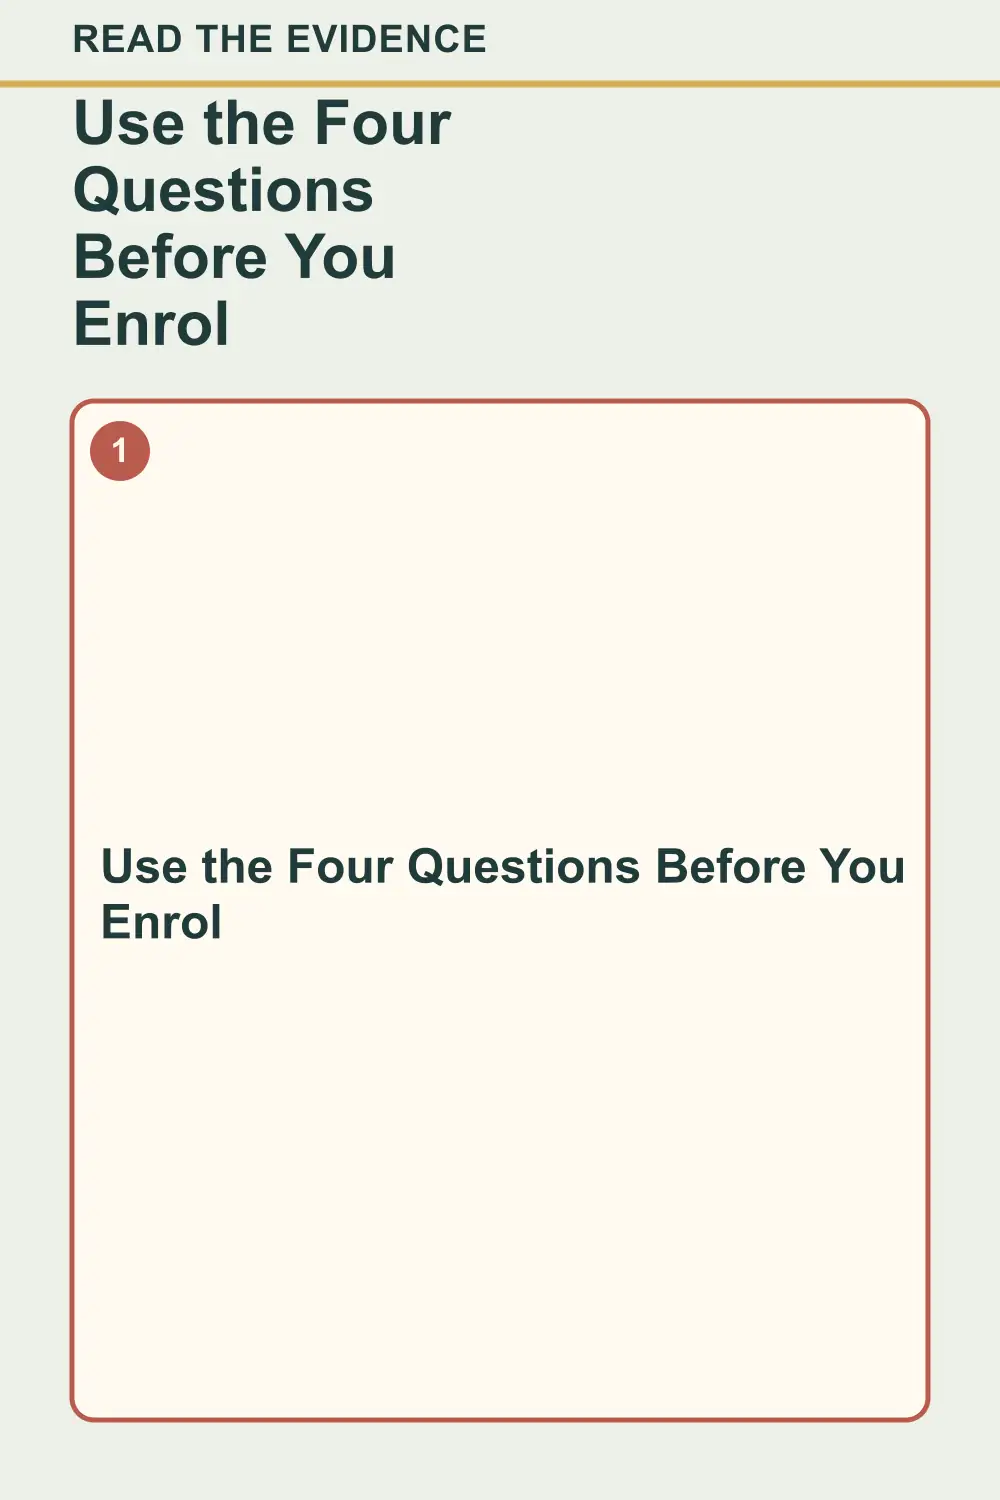 READ THE EVIDENCE
Use the Four
Questions
Before You
Enrol
1
Use the Four Questions Before You
Enrol